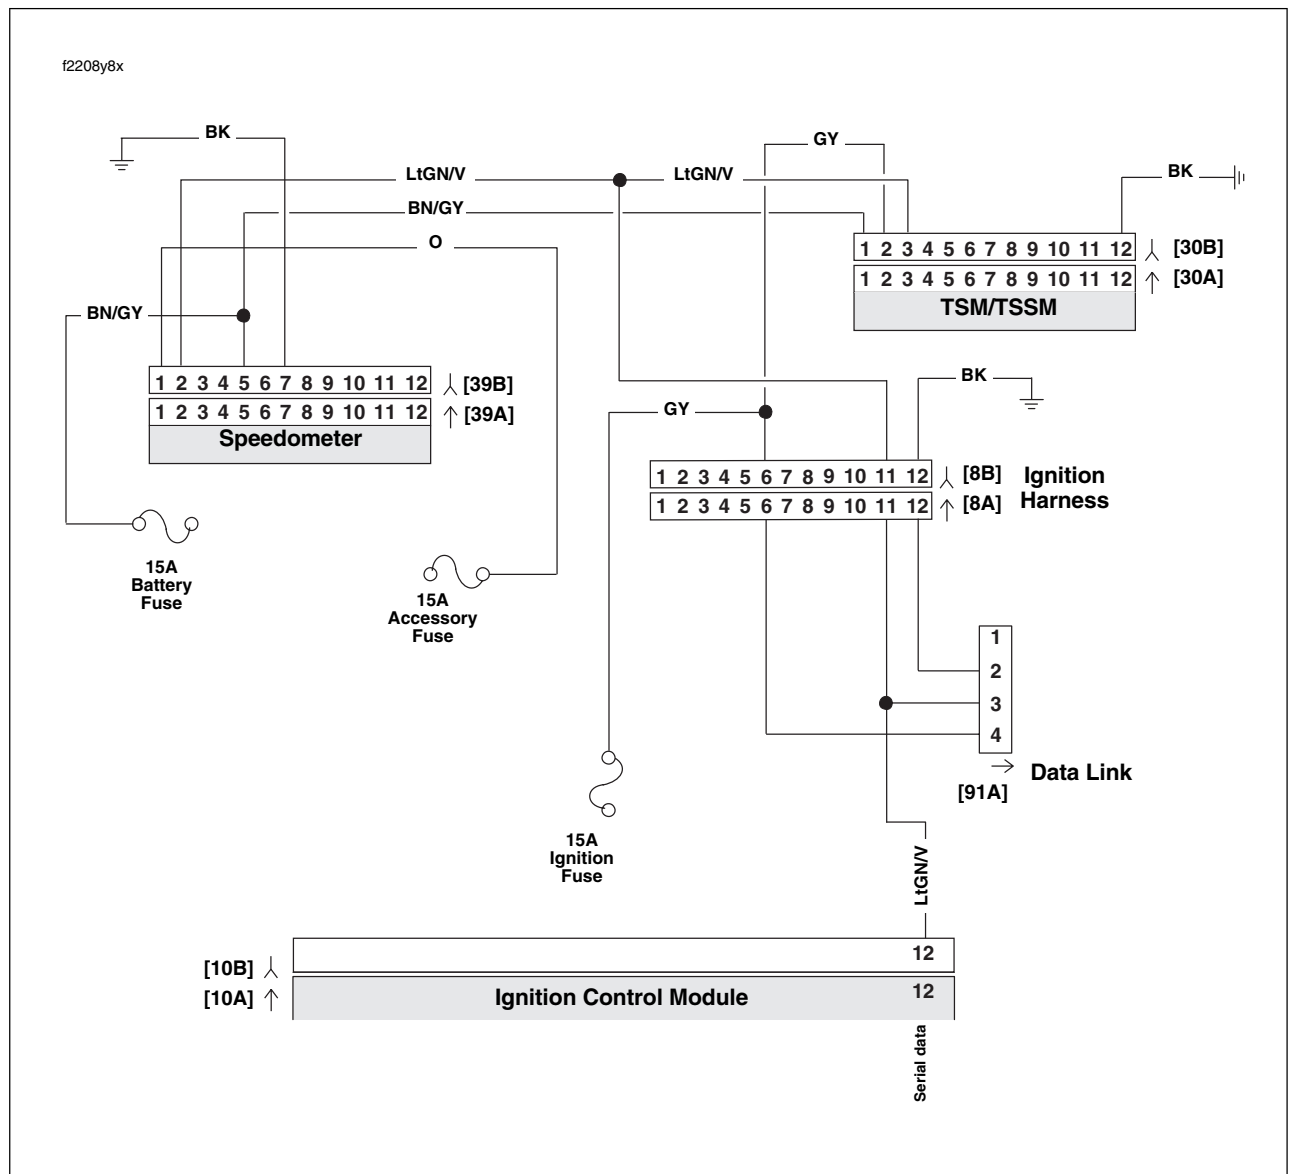 f2208y8x
BK
GY
LtGN/V
LtGN/V
BK
BN/GY
O
1 2 3 4 5 6 7 8 9 10 11 12
[30B]
1 2 3 4 5 6 7 8 9 10 11 12
[30A]
TSM/TSSM
BN/GY
1 2 3 4 5 6 7 8 9 10 11 12
[39B]
1 2 3 4 5 6 7 8 9 10 11 12
[39A]
Speedometer
BK
GY
1 2 3 4 5 6 7 8 9 10 11 12
[8B]
1 2 3 4 5 6 7 8 9 10 11 12
[8A]
Ignition
Harness
15A
Battery
Fuse
15A
Accessory
Fuse
1
2
3
4
Data Link
[91A]
15A
Ignition
Fuse
LtGN/V
[10B]
12
[10A]
Ignition Control Module
12
Serial data